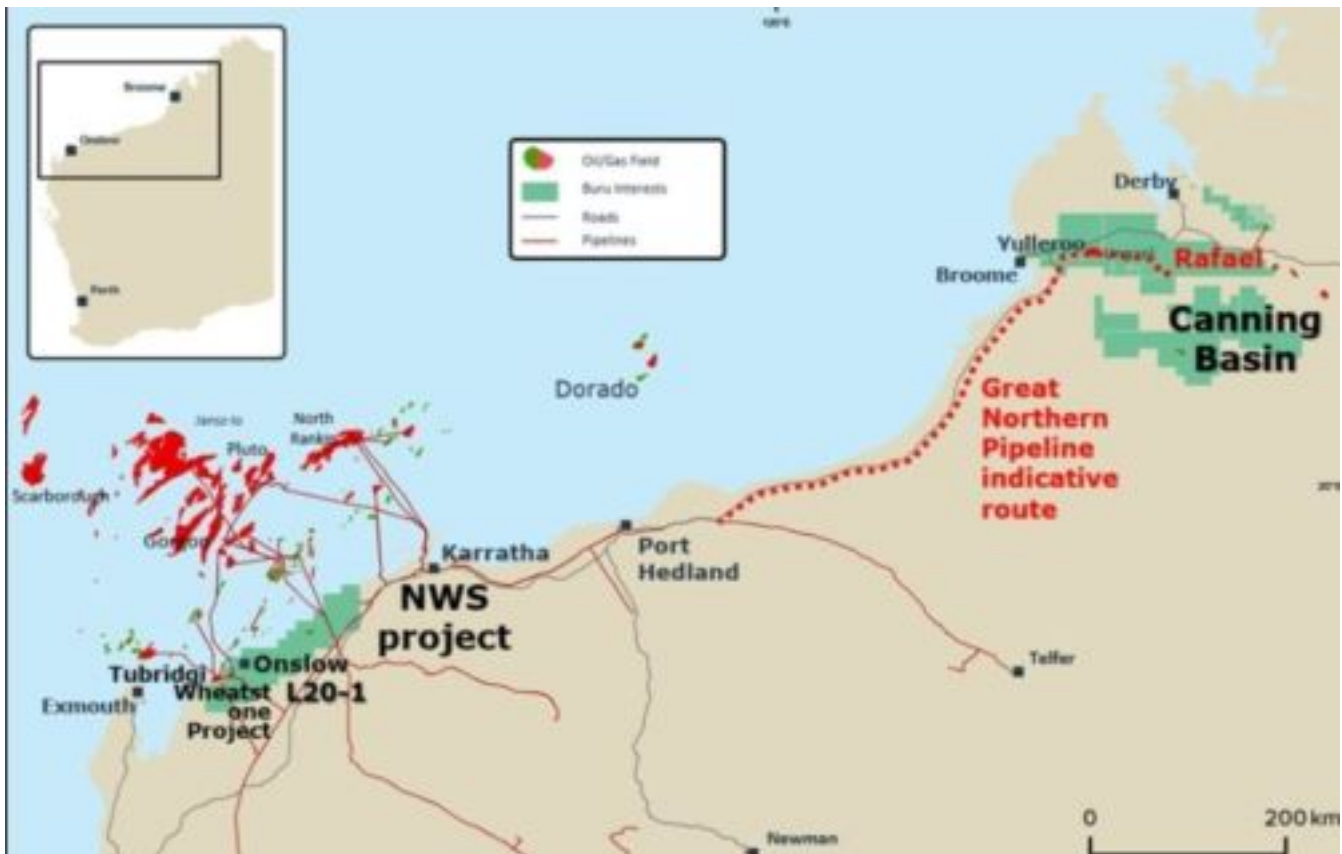 Broome
Onslow
Perth
Oil/Gas Field
Buru Interests
Roads
Pipelines
Derby
Yulleroo
Rafael
Broome
Canning
Basin
Dorado
Great
Northern
Pipeline
indicative
route
North
Rankin
Pluto
Scarborough
Gorgon
Karratha
Port
Hedland
NWS
project
Onslow
Tubridgi
L20-1
Wheatst
one
Project
Exmouth
Telfer
Newman
0 200 km